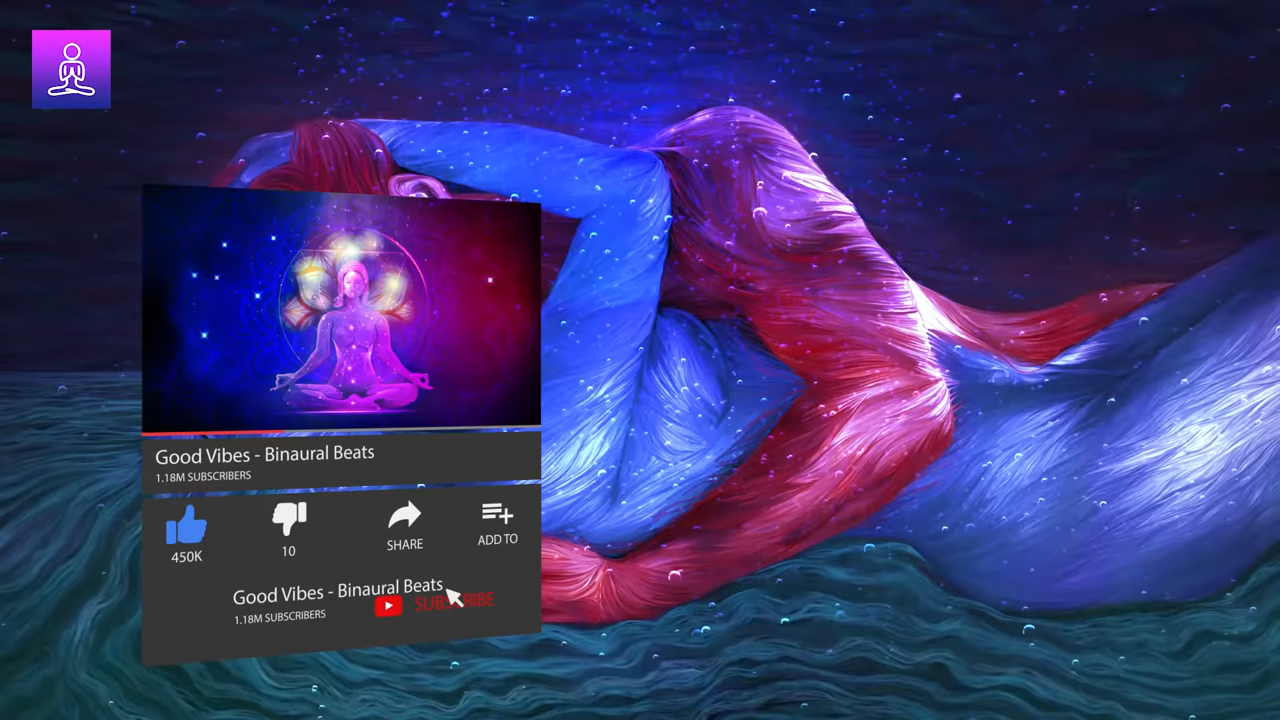 Good Vibes - Binaural Beats
1.18M SUBSCRIBERS
450K
10
SHARE
ADD TO
Good Vibes - Binaural Beats
1.18M SUBSCRIBERS
SUBSCRIBE